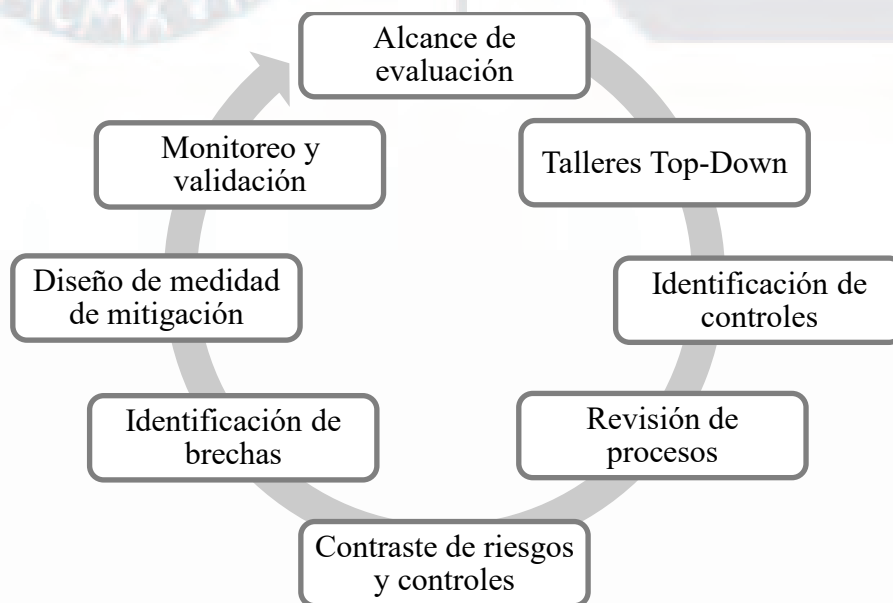 Alcance de
evaluación
Talleres Top-Down
Identificación de
controles
Revisión de
procesos
Contraste de riesgos
y controles
Identificación de
brechas
Diseño de medidad
de mitigación
Monitoreo y
validación